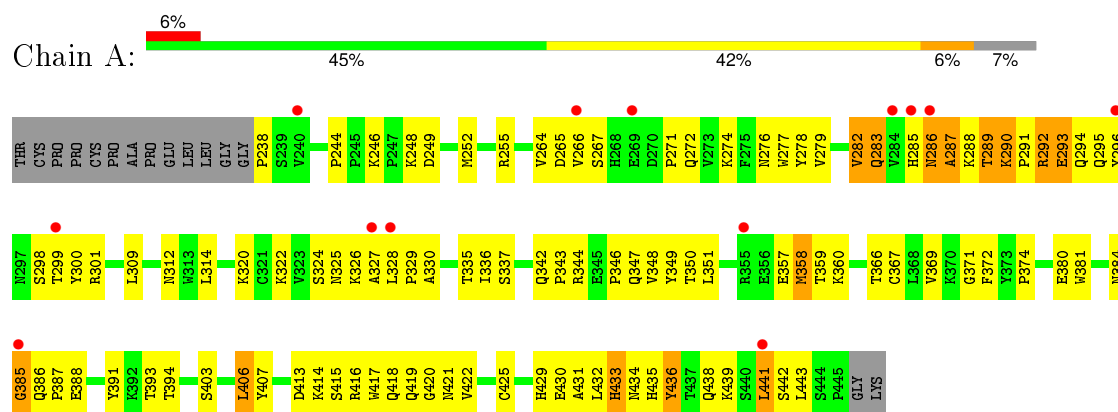 6%
Chain A:
45% 42% 6% 7%
THR CYS PRO PRO CYS PRO ALA PRO GLU LEU LEU GLY GLY P238 S239 V240 P244 P245 K246 P247 K248 D249 M252 R255 V264 D265 V266 S267 H268 E269 D270 P271 Q272 V273 K274 F275 N276 W277 Y278 V279 V282 Q283 V284 H285 N286 A287 K288 T289 K290 P291 R292 E293 Q294 Q295 Y296
N297 S298 T299 Y300 R301 L309 N312 W313 L314 K320 C321 K322 V323 S324 N325 K326 A327 L328 P329 A330 T335 I336 S337 Q342 P343 R344 E345 P346 Q347 V348 Y349 T350 L351 R355 E356 E357 M358 T359 K360 T366 C367 L368 V369 K370 G371 F372 Y373 P374 E380 W381 N384
G385 Q386 P387 E388 Y391 K392 T393 T394 S403 L406 Y407 D413 K414 S415 R416 W417 Q418 Q419 G420 N421 V422 C425 H429 E430 A431 L432 H433 N434 H435 Y436 T437 Q438 K439 S440 L441 S442 L443 S444 P445 GLY LYS